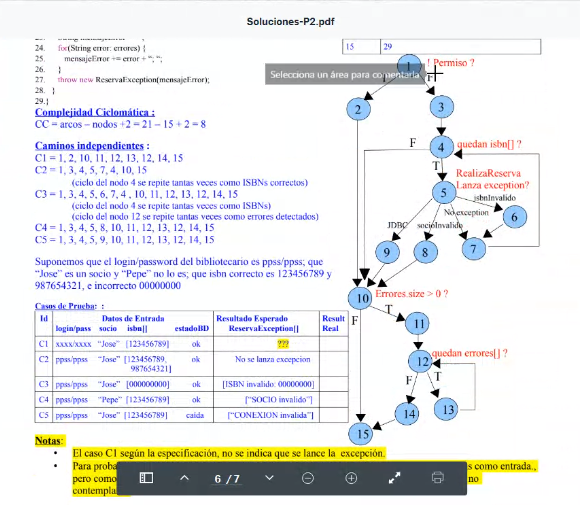 Soluciones-P2.pdf
24. for(String error: errores) {
25. mensajeError += error + "; ";
26. }
27. throw new ReservaException(mensajeError);
28. }
29.}
15 29
Selecciona un área para comentarla
Complejidad Ciclomática :
CC = arcos – nodos +2 = 21 – 15 + 2 = 8
Caminos independientes :
C1 = 1, 2, 10, 11, 12, 13, 12, 14, 15
C2 = 1, 3, 4, 5, 7, 4, 10, 15
(ciclo del nodo 4 se repite tantas veces como ISBNs correctos)
C3 = 1, 3, 4, 5, 6, 7, 4 , 10, 11, 12, 13, 12, 14, 15
(ciclo del nodo 4 se repite tantas veces como ISBNs)
(ciclo del nodo 12 se repite tantas veces como errores detectados)
C4 = 1, 3, 4, 5, 8, 10, 11, 12, 13, 12, 14, 15
C5 = 1, 3, 4, 5, 9, 10, 11, 12, 13, 12, 14, 15
Suponemos que el login/password del bibliotecario es ppss/ppss; que
"Jose" es un socio y "Pepe" no lo es; que isbn correcto es 123456789 y
987654321, e incorrecto 00000000
Casos de Prueba: :
Id Datos de Entrada Resultado Esperado Result
login/pass socio isbn[] estadoBD ReservaException[] Real
C1 xxxx/xxxx "Jose" [123456789] ok ???
C2 ppss/ppss "Jose" [123456789, ok No se lanza excepcion
987654321]
C3 ppss/ppss "Jose" [000000000] ok [ISBN invalido: 00000000]
C4 ppss/ppss "Pepe" [123456789] ok ["SOCIO invalido"]
C5 ppss/ppss "Jose" [123456789] caida ["CONEXION invalida"]
1 ! Permiso ?
F
2 3
F 4 quedan isbn[] ?
T RealizaReserva
Lanza exception?
5 isbnInvalido
No exception 6
JDBC socioInvalido
9 8 7
10 Errores.size > 0 ?
F T
11
12 quedan errores[] ?
F T
14 13
15
Notas:
• El caso C1 según la especificación, no se indica que se lance la excepción.
• Para proba s como entrada.,
pero como no
contempla
6 / 7